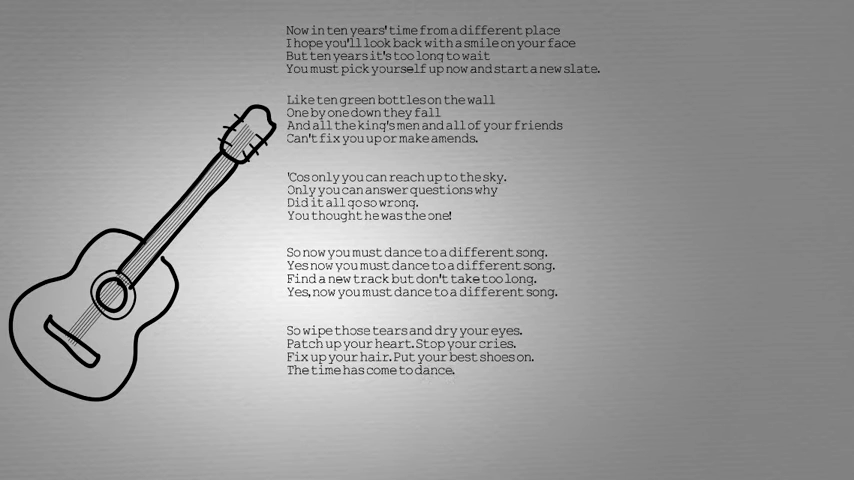 Now in ten years' time from a different place
I hope you'll look back with a smile on your face
But ten years it's too long to wait
You must pick yourself up now and start a new slate.
Like ten green bottles on the wall
One by one down they fall
And all the king's men and all of your friends
Can't fix you up or make amends.
'Cos only you can reach up to the sky.
Only you can answer questions why
Did it all go so wrong.
You thought he was the one!
So now you must dance to a different song.
Yes now you must dance to a different song.
Find a new track but don't take too long.
Yes, now you must dance to a different song.
So wipe those tears and dry your eyes.
Patch up your heart. Stop your cries.
Fix up your hair. Put your best shoes on.
The time has come to dance.